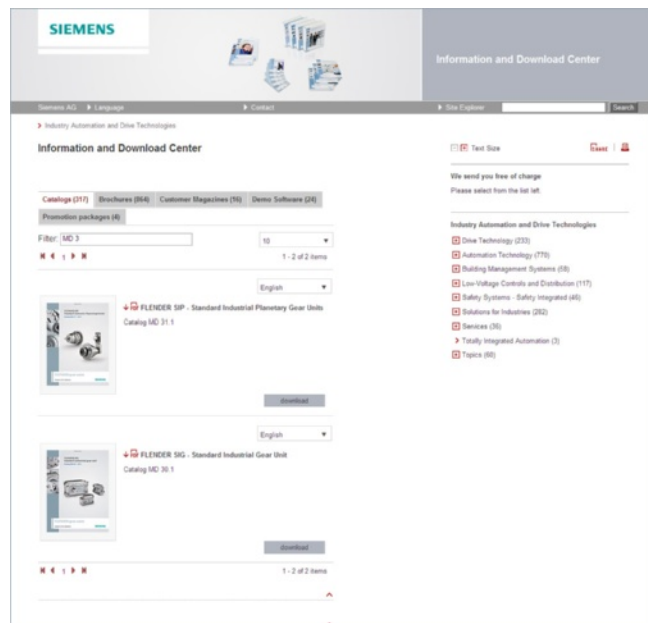 SIEMENS
Information and Download Center
Siemens AG
Language
Contact
Site Explorer
Search
Industry Automation and Drive Technologies
Information and Download Center
Text Size
We send you free of charge
Please select from the list left.
Catalogs (317)
Brochures (864)
Customer Magazines (16)
Demo Software (24)
Promotion packages (4)
Filter: MD 3
10
1
1 - 2 of 2 items
English
FLENDER SIP - Standard Industrial Planetary Gear Units
Catalog MD 31.1
download
English
FLENDER SIG - Standard Industrial Gear Unit
Catalog MD 30.1
download
1
1 - 2 of 2 items
Industry Automation and Drive Technologies
Drive Technology (233)
Automation Technology (770)
Building Management Systems (58)
Low-Voltage Controls and Distribution (117)
Safety Systems - Safety Integrated (46)
Solutions for Industries (282)
Services (36)
Totally Integrated Automation (3)
Topics (68)